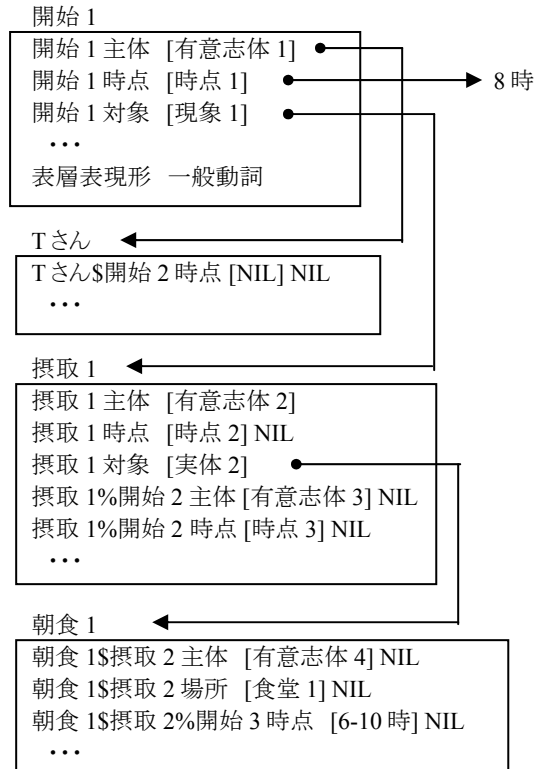 開始 1
開始 1 主体 [有意志体 1]
開始 1 時点 [時点 1] 8 時
開始 1 対象 [現象 1]
・・・
表層表現形 一般動詞
T さん
T さん$開始 2 時点 [NIL] NIL
・・・
摂取 1
摂取 1 主体 [有意志体 2]
摂取 1 時点 [時点 2] NIL
摂取 1 対象 [実体 2]
摂取 1%開始 2 主体 [有意志体 3] NIL
摂取 1%開始 2 時点 [時点 3] NIL
・・・
朝食 1
朝食 1$摂取 2 主体 [有意志体 4] NIL
朝食 1$摂取 2 場所 [食堂 1] NIL
朝食 1$摂取 2%開始 3 時点 [6-10 時] NIL
・・・